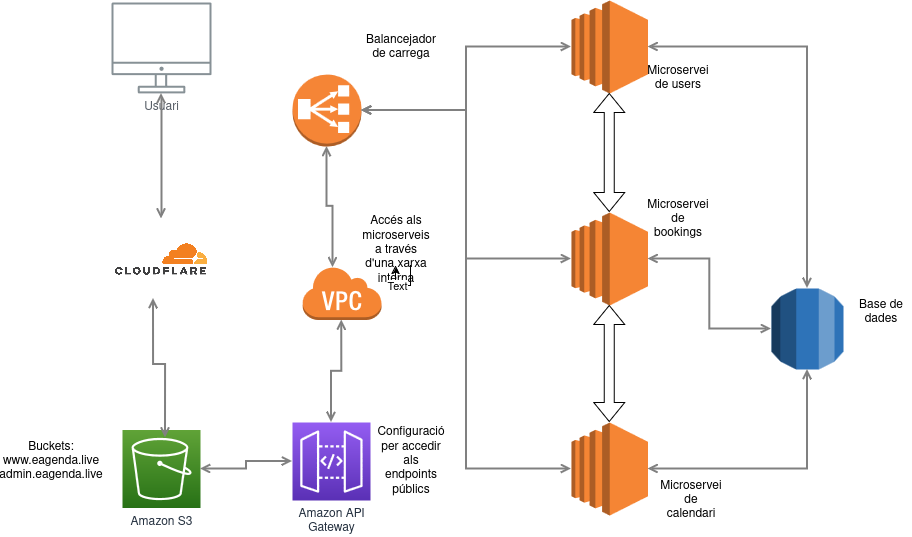 Usuari
CLOUDFLARE
Buckets:
www.eagenda.live
admin.eagenda.live
Amazon S3
Balancejador
de carrega
Accés als
microserveis
a través
d'una xarxa
interna
Text
VPC
Configuració
per accedir
als
endpoints
públics
</>
Amazon API
Gateway
Microservei
de users
Microservei
de
bookings
Microservei
de
calendari
Base de
dades